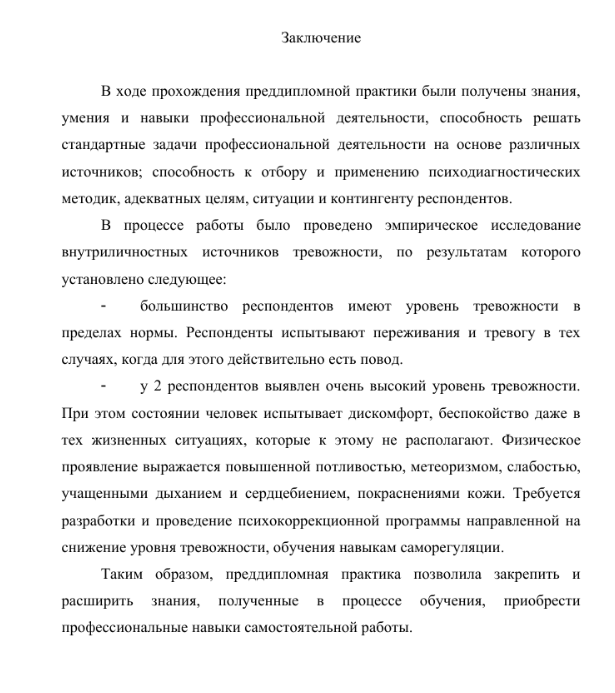 Заключение
В ходе прохождения преддипломной практики были получены знания,
умения и навыки профессиональной деятельности, способность решать
стандартные задачи профессиональной деятельности на основе различных
источников; способность к отбору и применению психодиагностических
методик, адекватных целям, ситуации и контингенту респондентов.
В процессе работы было проведено эмпирическое исследование
внутриличностных источников тревожности, по результатам которого
установлено следующее:
- большинство респондентов имеют уровень тревожности в
пределах нормы. Респонденты испытывают переживания и тревогу в тех
случаях, когда для этого действительно есть повод.
- у 2 респондентов выявлен очень высокий уровень тревожности.
При этом состоянии человек испытывает дискомфорт, беспокойство даже в
тех жизненных ситуациях, которые к этому не располагают. Физическое
проявление выражается повышенной потливостью, метеоризмом, слабостью,
учащенными дыханием и сердцебиением, покраснениями кожи. Требуется
разработки и проведение психокоррекционной программы направленной на
снижение уровня тревожности, обучения навыкам саморегуляции.
Таким образом, преддипломная практика позволила закрепить и
расширить знания, полученные в процессе обучения, приобрести
профессиональные навыки самостоятельной работы.